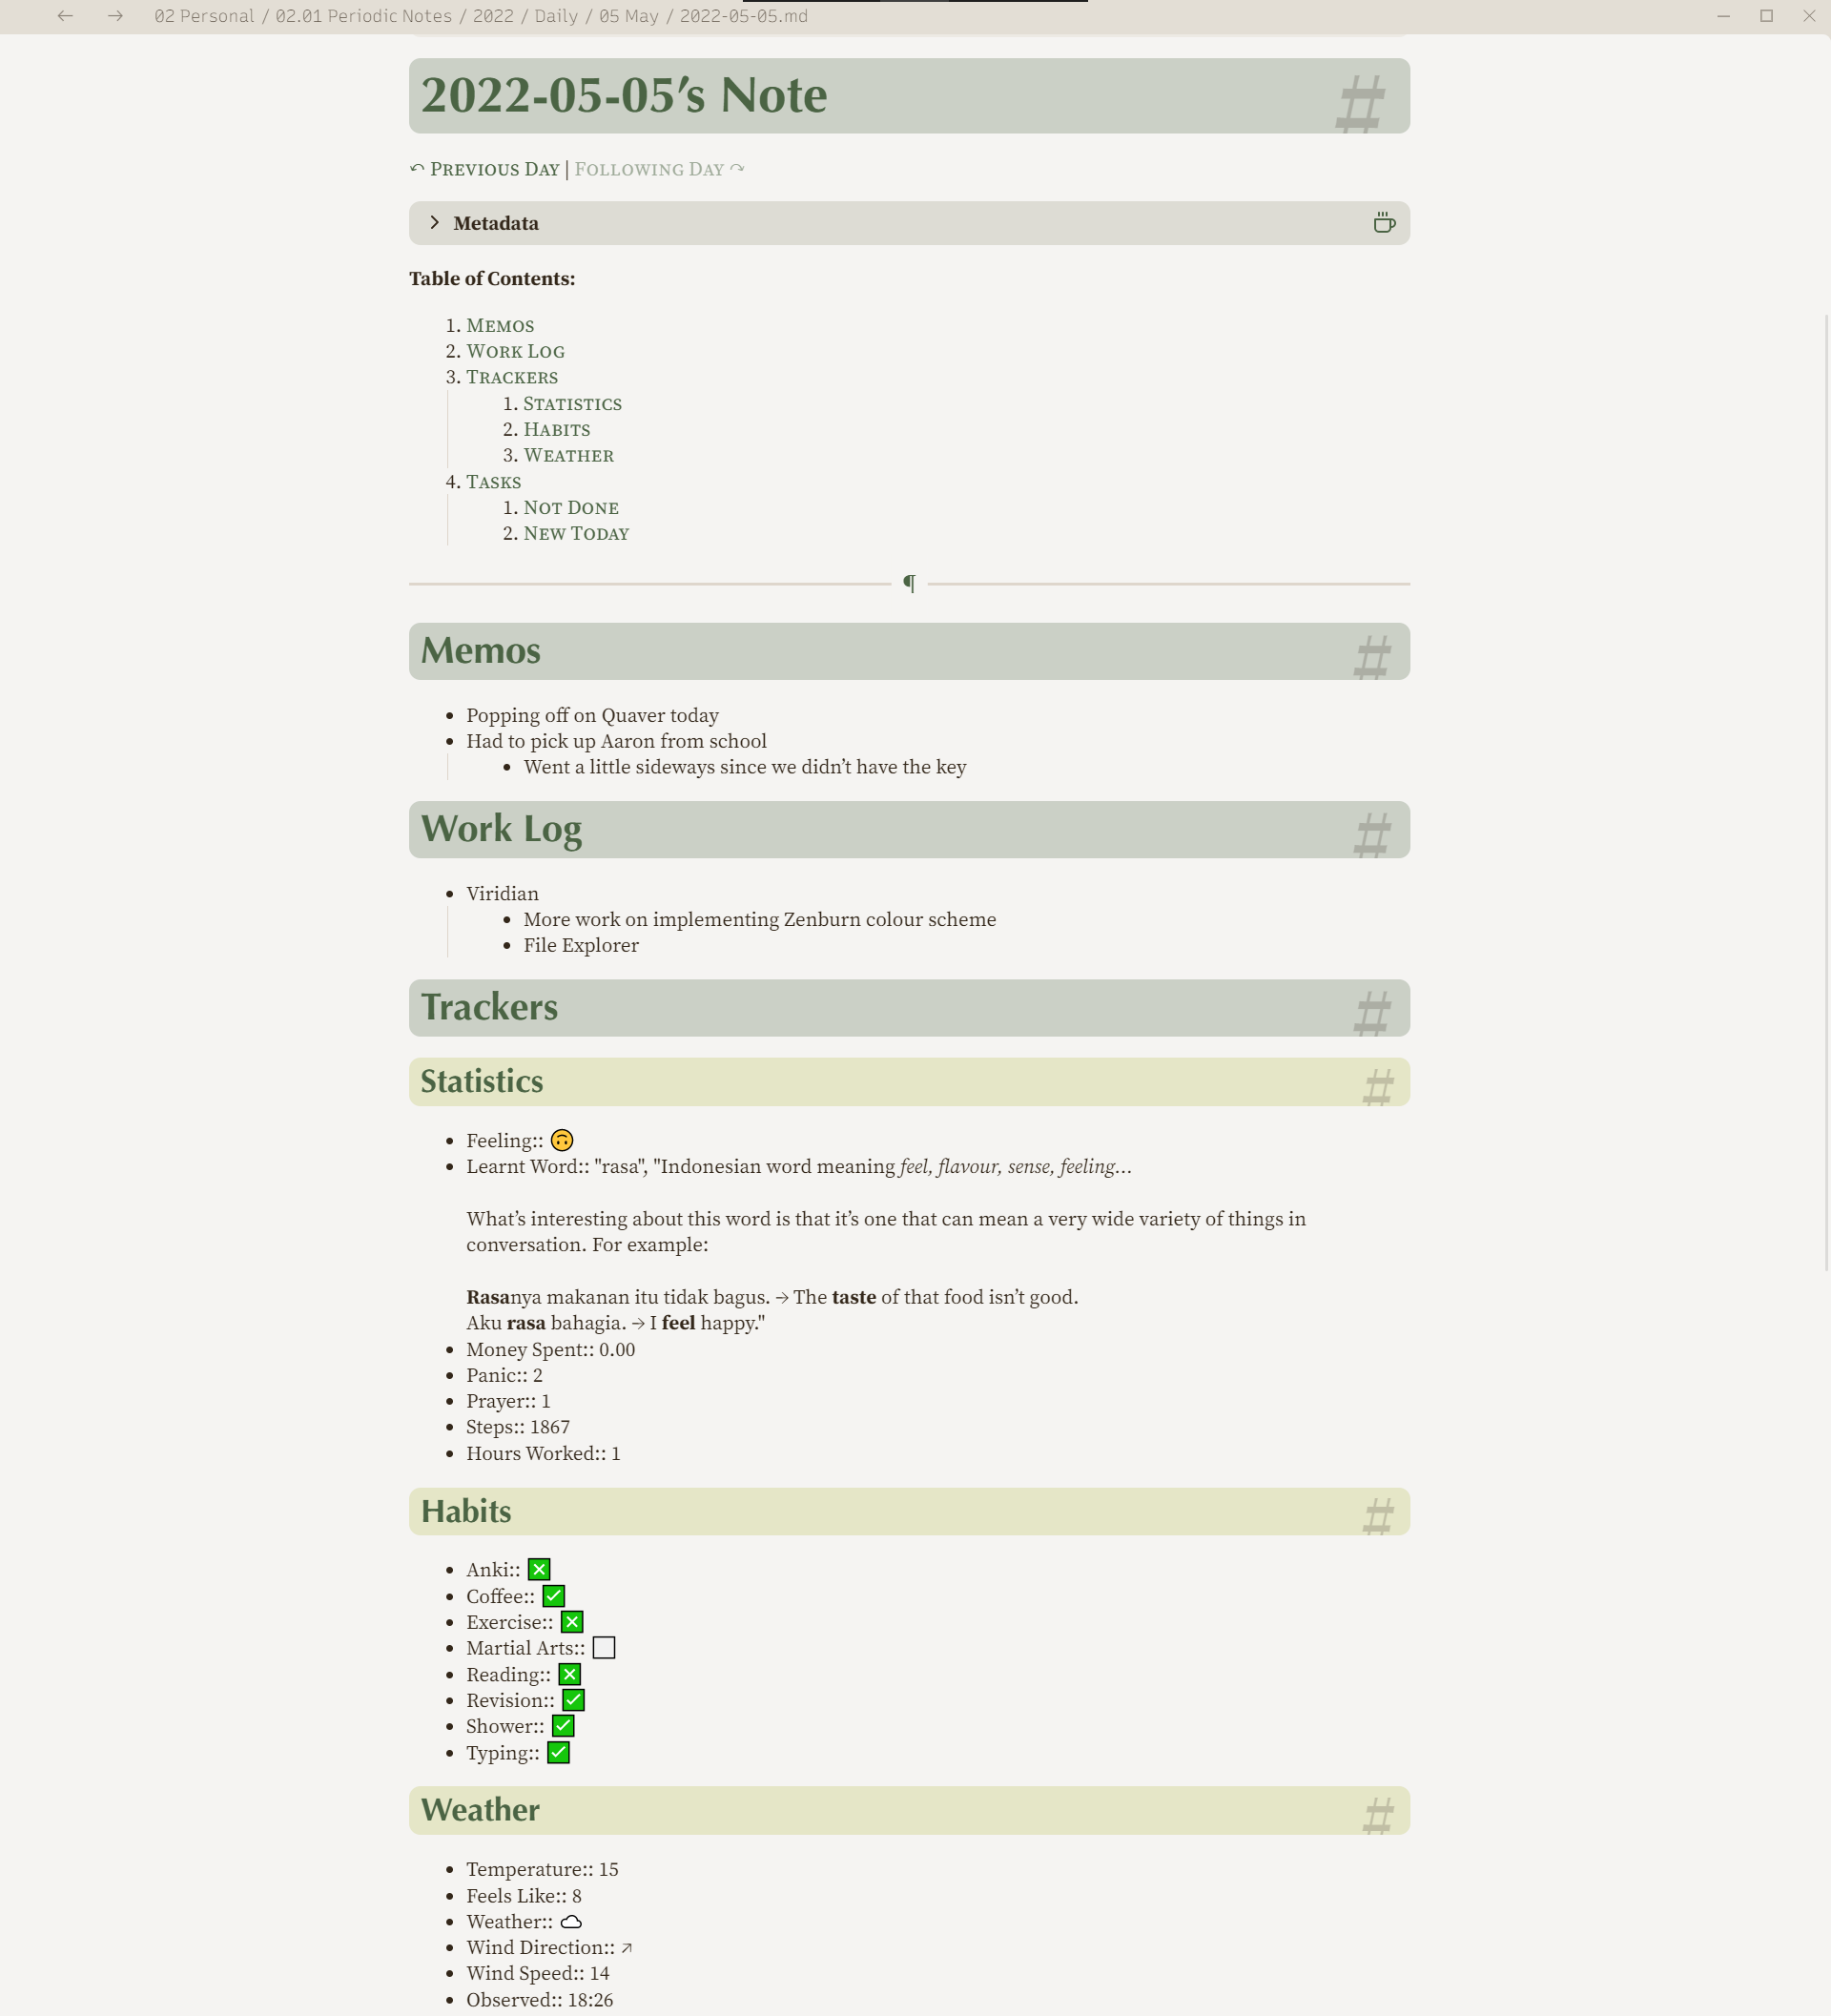 ← → 02 Personal / 02.01 Periodic Notes / 2022 / Daily / 05 May / 2022-05-05.md
2022-05-05’s Note #
↶ Previous Day | Following Day ↷
Metadata
Table of Contents:
1. Memos
2. Work Log
3. Trackers
1. Statistics
2. Habits
3. Weather
4. Tasks
1. Not Done
2. New Today
¶
Memos #
• Popping off on Quaver today
• Had to pick up Aaron from school
• Went a little sideways since we didn’t have the key
Work Log #
• Viridian
• More work on implementing Zenburn colour scheme
• File Explorer
Trackers #
Statistics #
• Feeling:: 🙃
• Learnt Word:: "rasa", "Indonesian word meaning feel, flavour, sense, feeling…
What’s interesting about this word is that it’s one that can mean a very wide variety of things in
conversation. For example:
Rasanya makanan itu tidak bagus. → The taste of that food isn’t good.
Aku rasa bahagia. → I feel happy."
• Money Spent:: 0.00
• Panic:: 2
• Prayer:: 1
• Steps:: 1867
• Hours Worked:: 1
Habits #
• Anki:: ❎
• Coffee:: ✅
• Exercise:: ❎
• Martial Arts:: ⬜
• Reading:: ❎
• Revision:: ✅
• Shower:: ✅
• Typing:: ✅
Weather #
• Temperature:: 15
• Feels Like:: 8
• Weather:: ☁
• Wind Direction:: ↗
• Wind Speed:: 14
• Observed:: 18:26